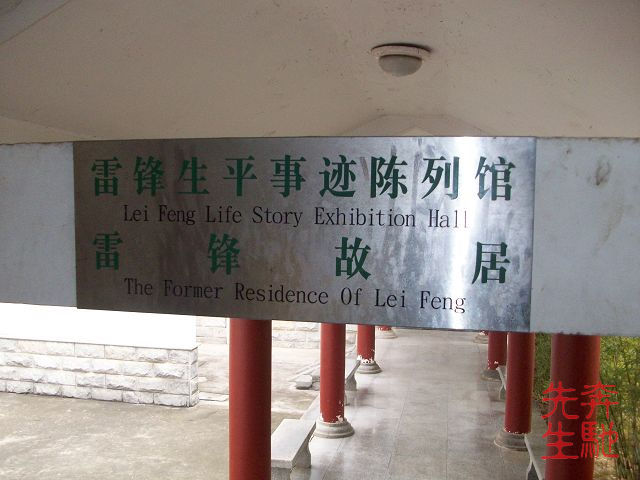 雷锋生平事迹陈列馆
Lei Feng Life Story Exhibition Hall
雷锋故居
The Former Residence Of Lei Feng
奔馳
先生